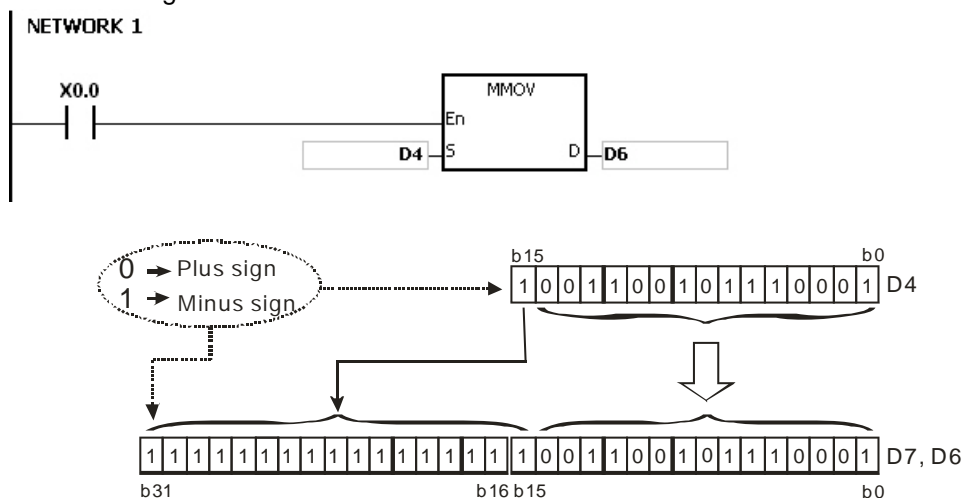 NETWORK 1
X0.0
MMOV
En
D4 S D D6
0 → Plus sign
1 → Minus sign
b15 b0
1 0 0 1 1 0 0 1 0 1 1 1 0 0 0 1 D4
1 1 1 1 1 1 1 1 1 1 1 1 1 1 1 1 1 0 0 1 1 0 0 1 0 1 1 1 0 0 0 1 D7, D6
b31 b16 b15 b0